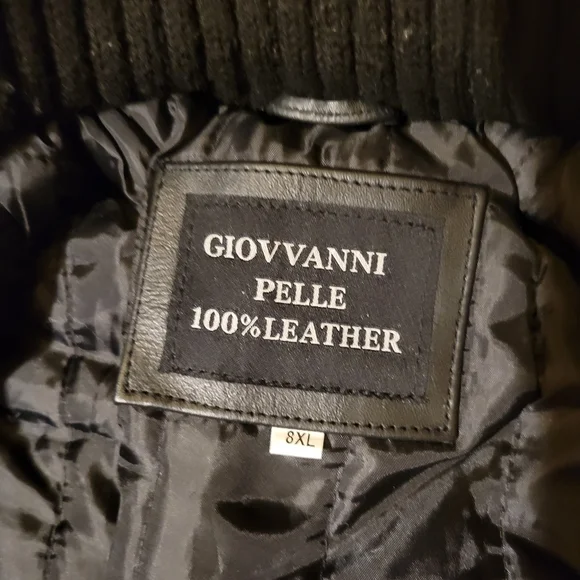 GIOVVANNI
PELLE
100% LEATHER
8XL